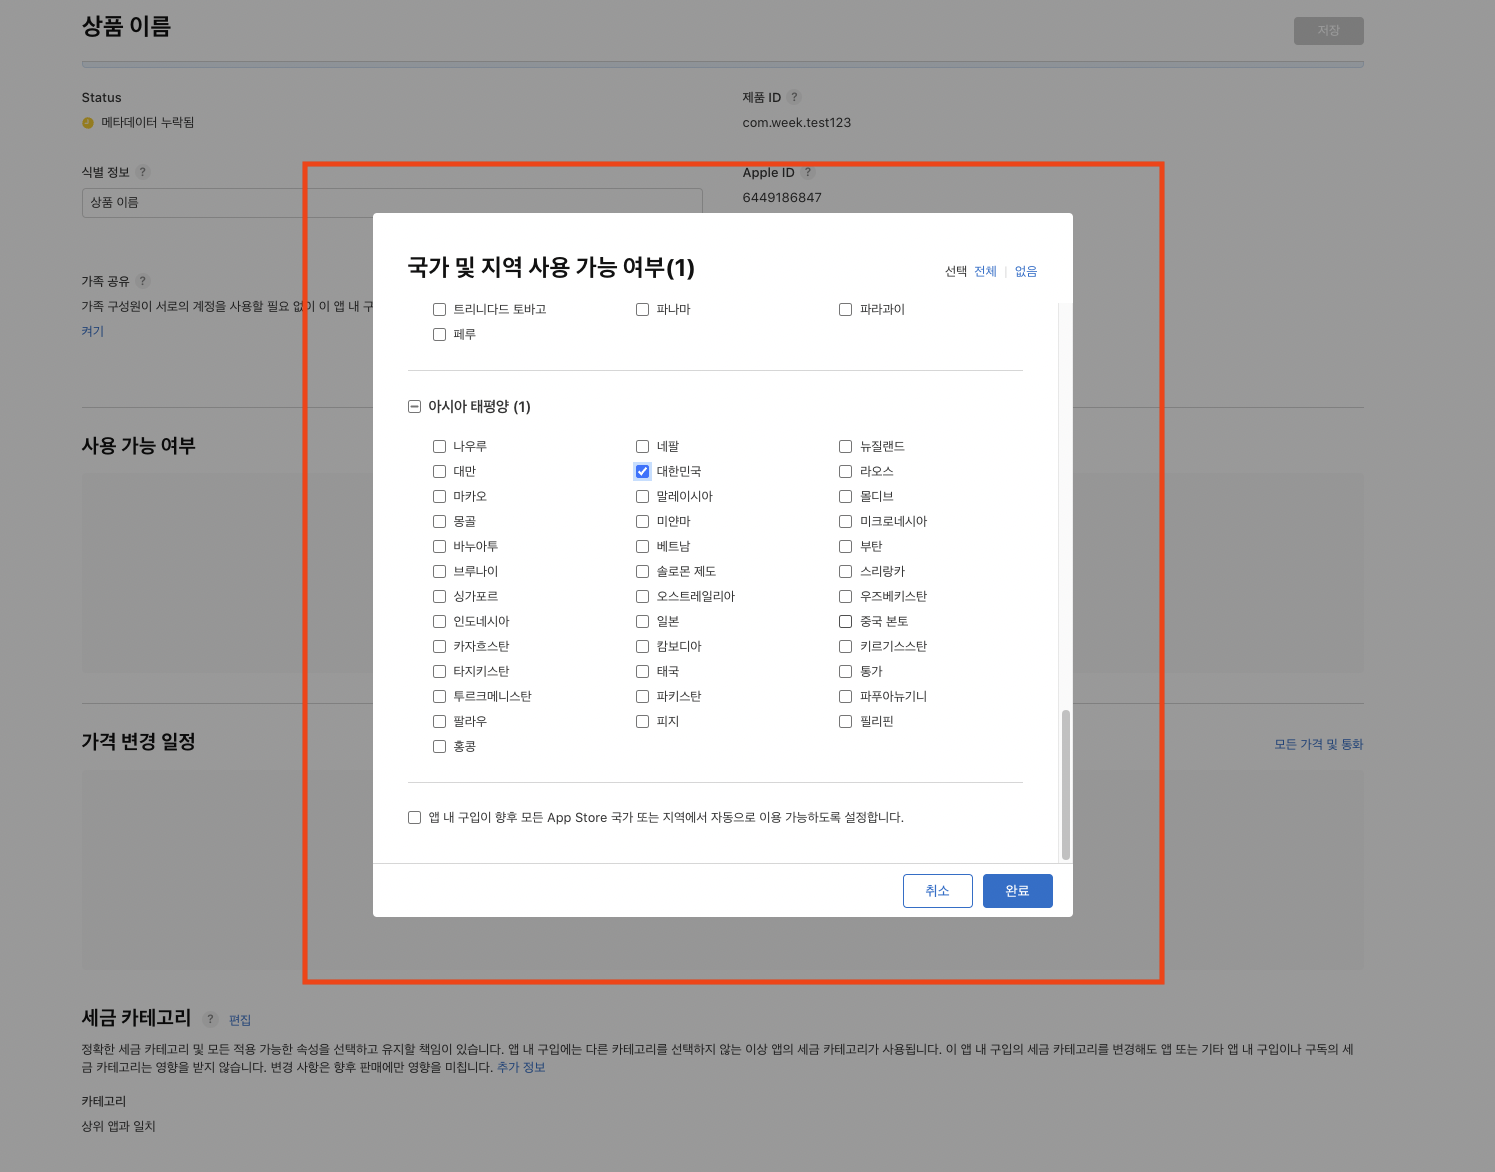 상품 이름
저장
Status
제품 ID ?
메타데이터 누락됨
com.week.test123
식별 정보 ?
Apple ID ?
상품 이름
6449186847
가족 공유 ?
가족 구성원이 서로의 계정을 사용할 필요 없이 이 앱 내 구
켜기
국가 및 지역 사용 가능 여부(1)
선택 전체 | 없음
트리니다드 토바고 파나마 파라과이
페루
아시아 태평양 (1)
나우루 네팔 뉴질랜드
대만 대한민국 라오스
마카오 말레이시아 몰디브
몽골 미얀마 미크로네시아
바누아투 베트남 부탄
브루나이 솔로몬 제도 스리랑카
싱가포르 오스트레일리아 우즈베키스탄
인도네시아 일본 중국 본토
카자흐스탄 캄보디아 키르기스스탄
타지키스탄 태국 통가
투르크메니스탄 파키스탄 파푸아뉴기니
팔라우 피지 필리핀
홍콩
앱 내 구입이 향후 모든 App Store 국가 또는 지역에서 자동으로 이용 가능하도록 설정합니다.
취소 완료
사용 가능 여부
가격 변경 일정
모든 가격 및 통화
세금 카테고리 ? 편집
정확한 세금 카테고리 및 모든 적용 가능한 속성을 선택하고 유지할 책임이 있습니다. 앱 내 구입에는 다른 카테고리를 선택하지 않는 이상 앱의 세금 카테고리가 사용됩니다. 이 앱 내 구입의 세금 카테고리를 변경해도 앱 또는 기타 앱 내 구입이나 구독의 세
금 카테고리는 영향을 받지 않습니다. 변경 사항은 향후 판매에만 영향을 미칩니다. 추가 정보
카테고리
상위 앱과 일치